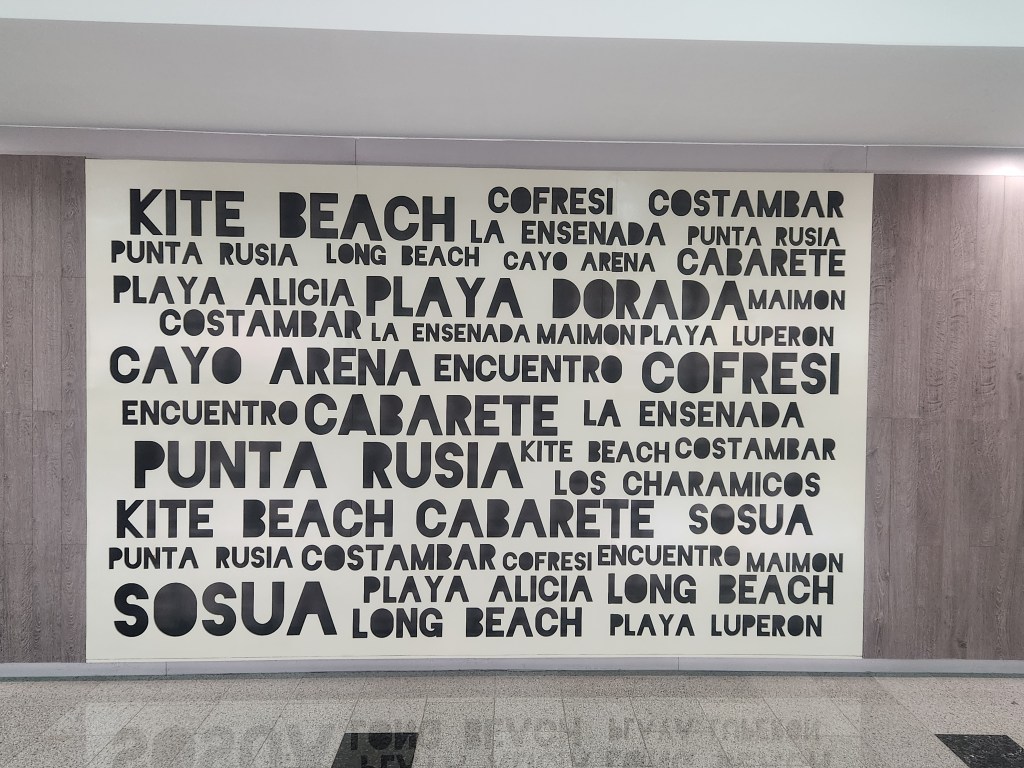 KITE BEACH COFRESI COSTAMBAR
LA ENSENADA PUNTA RUSIA
PUNTA RUSIA LONG BEACH CAYO ARENA CABARETE
PLAYA ALICIA PLAYA DORADA MAIMON
COSTAMBAR LA ENSENADA MAIMON PLAYA LUPERON
CAYO ARENA ENCUENTRO COFRESI
ENCUENTRO CABARETE LA ENSENADA
PUNTA RUSIA KITE BEACH COSTAMBAR
LOS CHARAMICOS
KITE BEACH CABARETE SOSUA
PUNTA RUSIA COSTAMBAR COFRESI ENCUENTRO MAIMON
SOSUA PLAYA ALICIA LONG BEACH
LONG BEACH PLAYA LUPERON